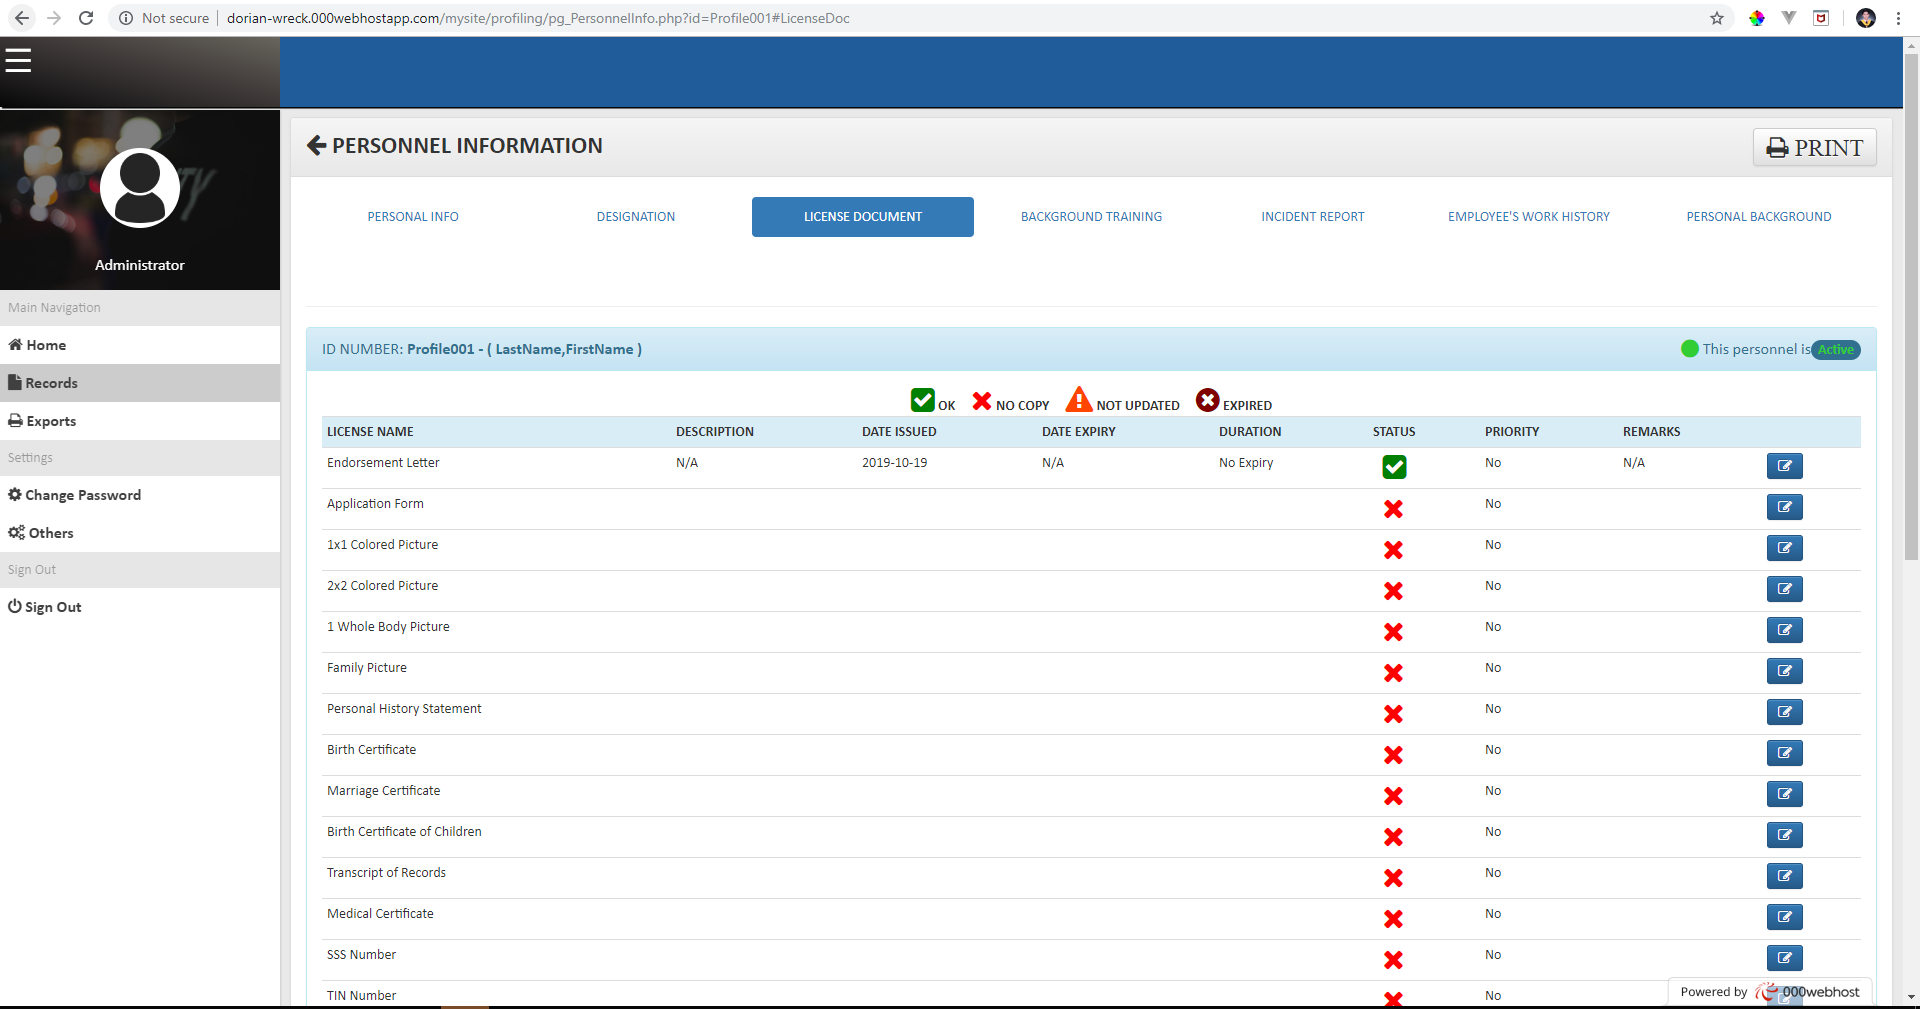 Not secure | dorian-wreck.000webhostapp.com/mysite/profiling/pg_PersonnelInfo.php?id=Profile001#LicenseDoc
PERSONNEL INFORMATION
PRINT
PERSONAL INFO DESIGNATION LICENSE DOCUMENT BACKGROUND TRAINING INCIDENT REPORT EMPLOYEE'S WORK HISTORY PERSONAL BACKGROUND
Administrator
Main Navigation
Home
Records
Exports
Settings
Change Password
Others
Sign Out
Sign Out
ID NUMBER: Profile001 - ( LastName,FirstName )
This personnel is Active
OK NO COPY NOT UPDATED EXPIRED
LICENSE NAME DESCRIPTION DATE ISSUED DATE EXPIRY DURATION STATUS PRIORITY REMARKS
Endorsement Letter N/A 2019-10-19 N/A No Expiry No N/A
Application Form No
1x1 Colored Picture No
2x2 Colored Picture No
1 Whole Body Picture No
Family Picture No
Personal History Statement No
Birth Certificate No
Marriage Certificate No
Birth Certificate of Children No
Transcript of Records No
Medical Certificate No
SSS Number No
TIN Number No
Powered by 000webhost